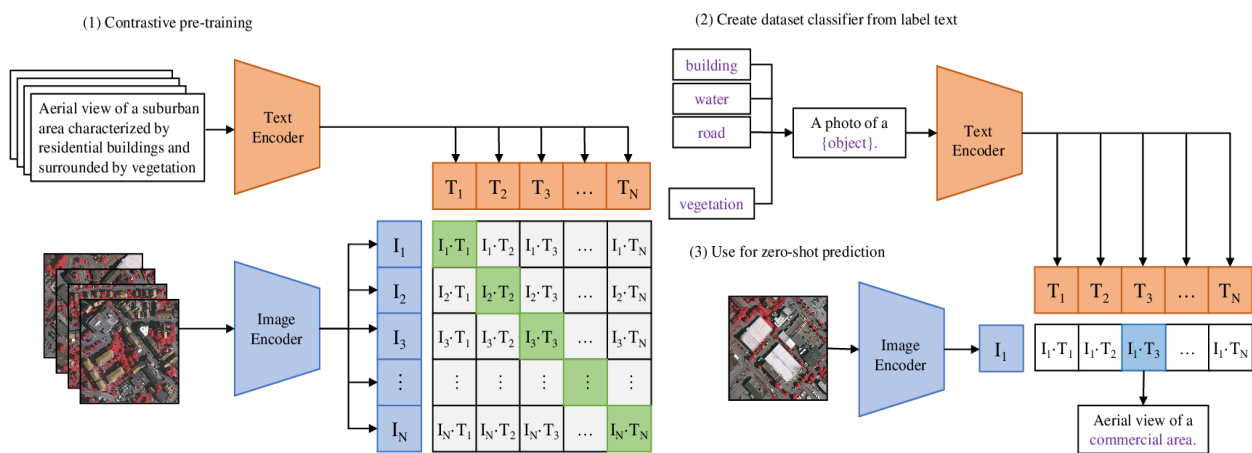 (1) Contrastive pre-training
Aerial view of a suburban
area characterized by
residential buildings and
surrounded by vegetation
Text
Encoder
T1 T2 T3 … TN
Image
Encoder
I1
I2
I3
⋮
IN
I1·T1 I1·T2 I1·T3 … I1·TN
I2·T1 I2·T2 I2·T3 … I2·TN
I3·T1 I3·T2 I3·T3 … I3·TN
⋮ ⋮ ⋮ ⋮ ⋮
IN·T1 IN·T2 IN·T3 … IN·TN
(2) Create dataset classifier from label text
building
water
road
vegetation
A photo of a
{object}.
Text
Encoder
(3) Use for zero-shot prediction
Image
Encoder
I1
T1 T2 T3 … TN
I1·T1 I1·T2 I1·T3 … I1·TN
Aerial view of a
commercial area.